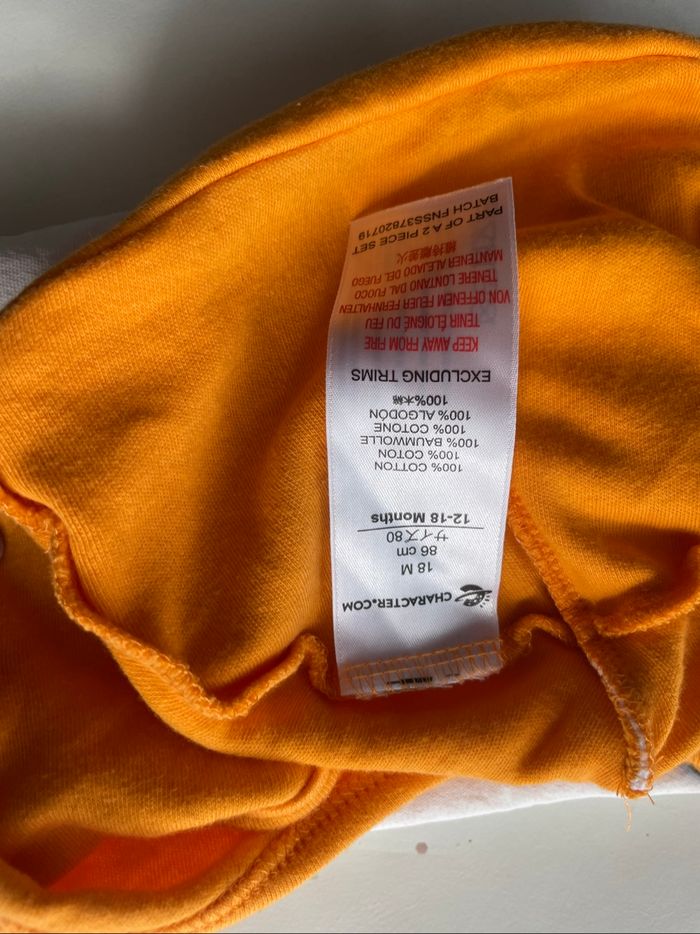 CHARACTER.COM
18 M
86 cm
サイズ80
12-18 Months
100% COTTON
100% COTON
100% BAUMWOLLE
100% COTONE
100% ALGODÓN
100%木棉
EXCLUDING TRIMS
KEEP AWAY FROM FIRE
TENIR ÉLOIGNÉ DU FEU
VON OFFENEM FEUER FERNHALTEN
TENERE LONTANO DAL FUOCO
MANTENER ALEJADO DEL FUEGO
PART OF A 2 PIECE SET
BATCH FNSS37820719